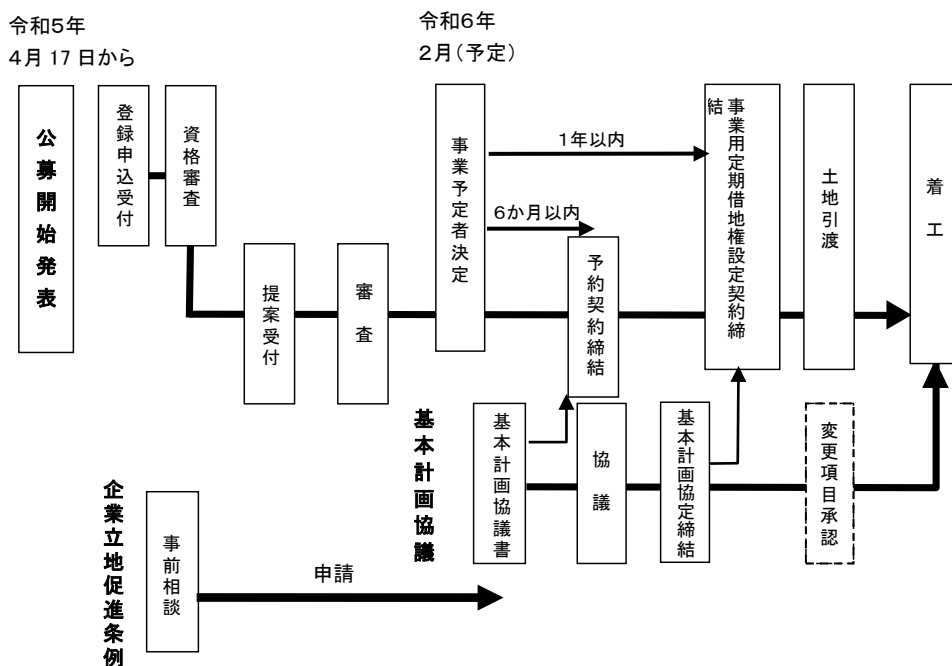 令和5年
4月 17 日から
令和6年
2月(予定)
公募開始発表
登録申込受付
資格審査
提案受付
審査
事業予定者決定
1年以内
6か月以内
予約契約締結
事業用定期借地権設定契約締
結
土地引渡
着工
基本計画協議
基本計画協議書
協議
基本計画協定締結
変更項目承認
企業立地促進条例
事前相談
申請